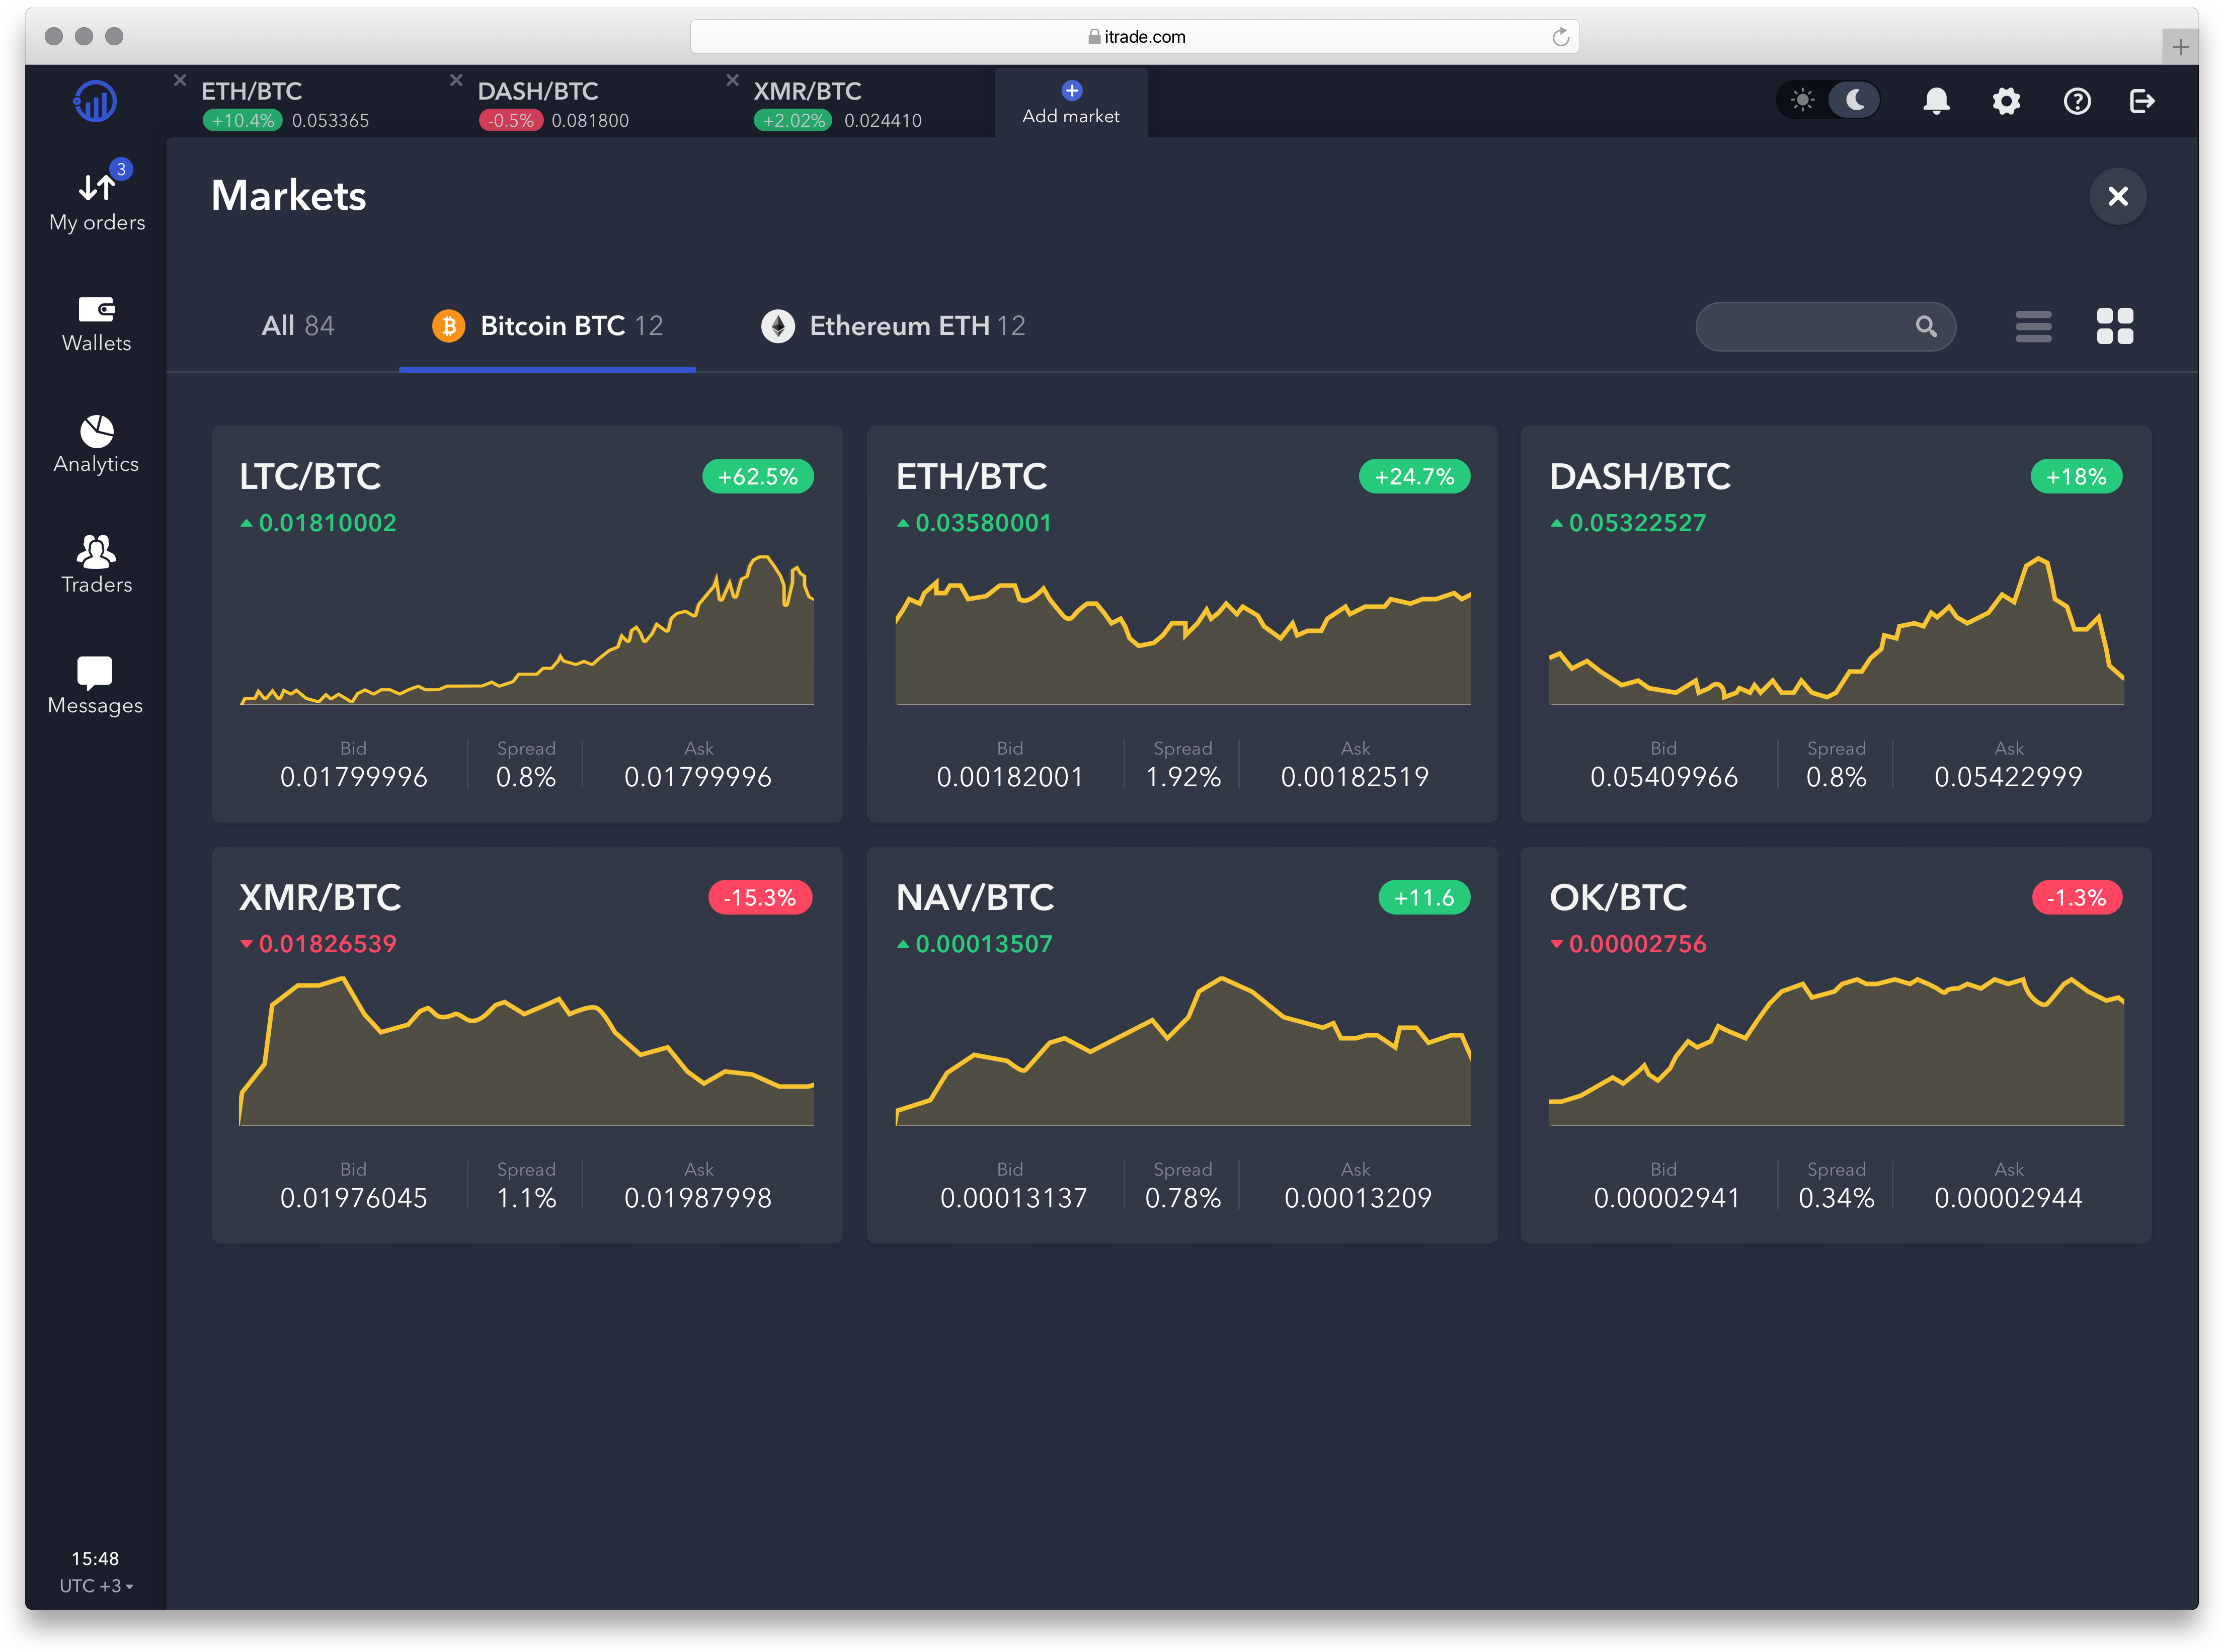 itrade.com
ETH/BTC
+10.4% 0.053365
DASH/BTC
-0.5% 0.081800
XMR/BTC
+2.02% 0.024410
Add market
3
My orders
Wallets
Analytics
Traders
Messages
15:48
UTC +3
Markets
All 84
Bitcoin BTC 12
Ethereum ETH 12
LTC/BTC
+62.5%
0.01810002
Bid Spread Ask
0.01799996 0.8% 0.01799996
ETH/BTC
+24.7%
0.03580001
Bid Spread Ask
0.00182001 1.92% 0.00182519
DASH/BTC
+18%
0.05322527
Bid Spread Ask
0.05409966 0.8% 0.05422999
XMR/BTC
-15.3%
0.01826539
Bid Spread Ask
0.01976045 1.1% 0.01987998
NAV/BTC
+11.6
0.00013507
Bid Spread Ask
0.00013137 0.78% 0.00013209
OK/BTC
-1.3%
0.00002756
Bid Spread Ask
0.00002941 0.34% 0.00002944